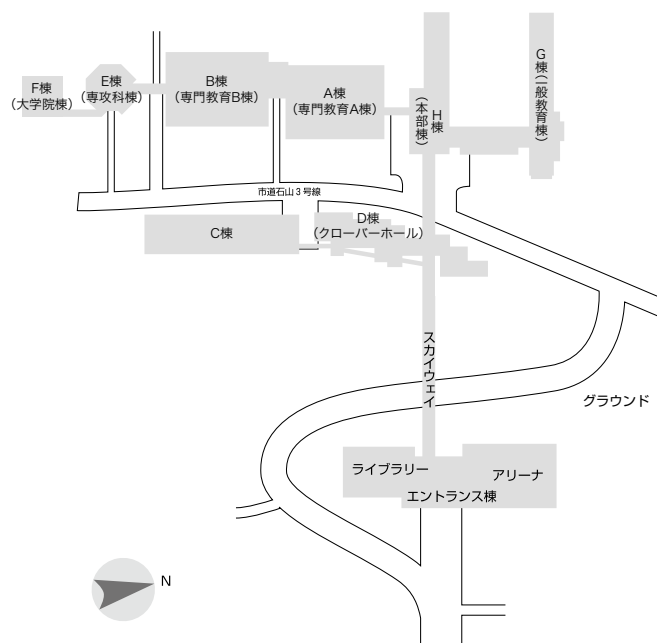 F棟
(大学院棟)
E棟
(専攻科棟)
B棟
(専門教育B棟)
A棟
(専門教育A棟)
H棟
(本部棟)
G棟(一般教育棟)
市道石山3号線
C棟
D棟
(クローバーホール)
スカイウェイ
グラウンド
ライブラリー
アリーナ
エントランス棟
N